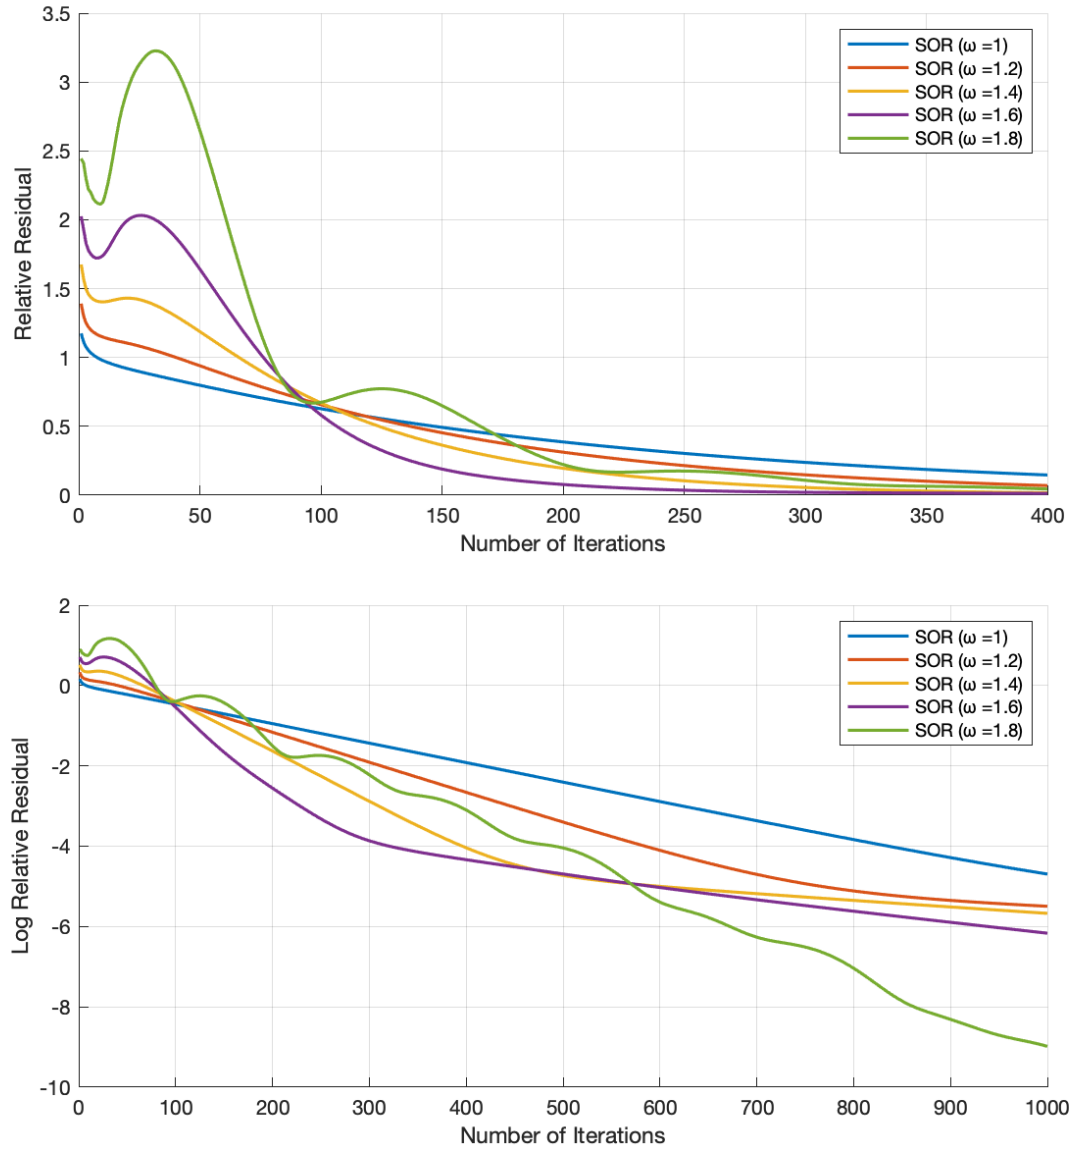 3.5
3
2.5
2
1.5
1
0.5
0
Relative Residual
SOR (ω =1)
SOR (ω =1.2)
SOR (ω =1.4)
SOR (ω =1.6)
SOR (ω =1.8)
0 50 100 150 200 250 300 350 400
Number of Iterations
2
0
-2
-4
-6
-8
-10
Log Relative Residual
SOR (ω =1)
SOR (ω =1.2)
SOR (ω =1.4)
SOR (ω =1.6)
SOR (ω =1.8)
0 100 200 300 400 500 600 700 800 900 1000
Number of Iterations